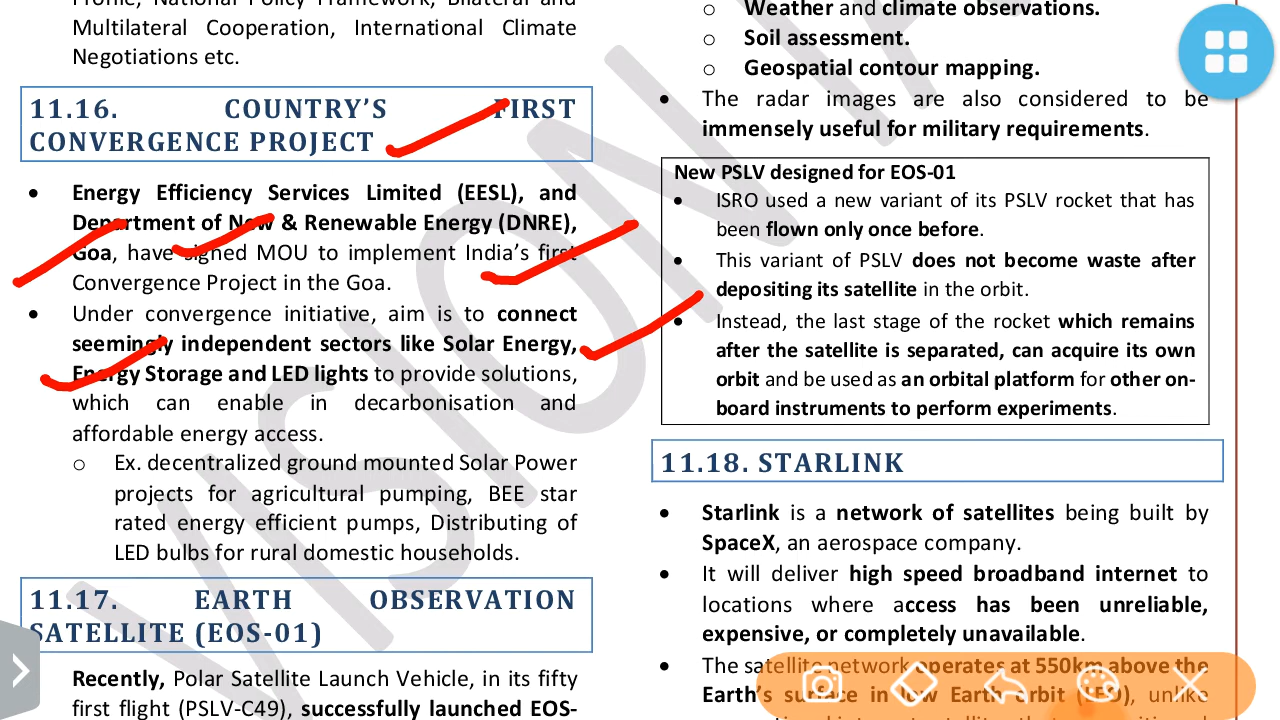 Profile, National Policy Framework, Bilateral and
Multilateral Cooperation, International Climate
Negotiations etc.
11.16. COUNTRY'S FIRST
CONVERGENCE PROJECT
• Energy Efficiency Services Limited (EESL), and
Department of New & Renewable Energy (DNRE),
Goa, have signed MOU to implement India's first
Convergence Project in the Goa.
• Under convergence initiative, aim is to connect
seemingly independent sectors like Solar Energy,
Energy Storage and LED lights to provide solutions,
which can enable in decarbonisation and
affordable energy access.
o Ex. decentralized ground mounted Solar Power
projects for agricultural pumping, BEE star
rated energy efficient pumps, Distributing of
LED bulbs for rural domestic households.
11.17. EARTH OBSERVATION
SATELLITE (EOS-01)
Recently, Polar Satellite Launch Vehicle, in its fifty
first flight (PSLV-C49), successfully launched EOS-
o Weather and climate observations.
o Soil assessment.
o Geospatial contour mapping.
• The radar images are also considered to be
immensely useful for military requirements.
New PSLV designed for EOS-01
• ISRO used a new variant of its PSLV rocket that has
been flown only once before.
• This variant of PSLV does not become waste after
depositing its satellite in the orbit.
• Instead, the last stage of the rocket which remains
after the satellite is separated, can acquire its own
orbit and be used as an orbital platform for other on-
board instruments to perform experiments.
11.18. STARLINK
• Starlink is a network of satellites being built by
SpaceX, an aerospace company.
• It will deliver high speed broadband internet to
locations where access has been unreliable,
expensive, or completely unavailable.
• The satellite network operates at 550km above the
Earth's surface in low Earth orbit (LEO), unlike
VISION